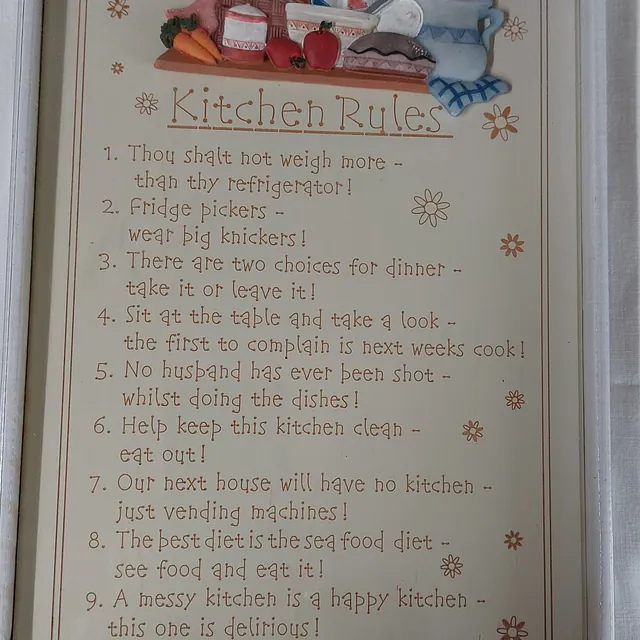 Kitchen Rules
1. Thou shalt not weigh more -
than thy refrigerator!
2. Fridge pickers -
wear big knickers!
3. There are two choices for dinner -
take it or leave it!
4. Sit at the table and take a look -
the first to complain is next weeks cook!
5. No husband has ever been shot -
whilst doing the dishes!
6. Help keep this kitchen clean -
eat out!
7. Our next house will have no kitchen -
just vending machines!
8. The best diet is the sea food diet -
see food and eat it!
9. A messy kitchen is a happy kitchen -
this one is delirious!